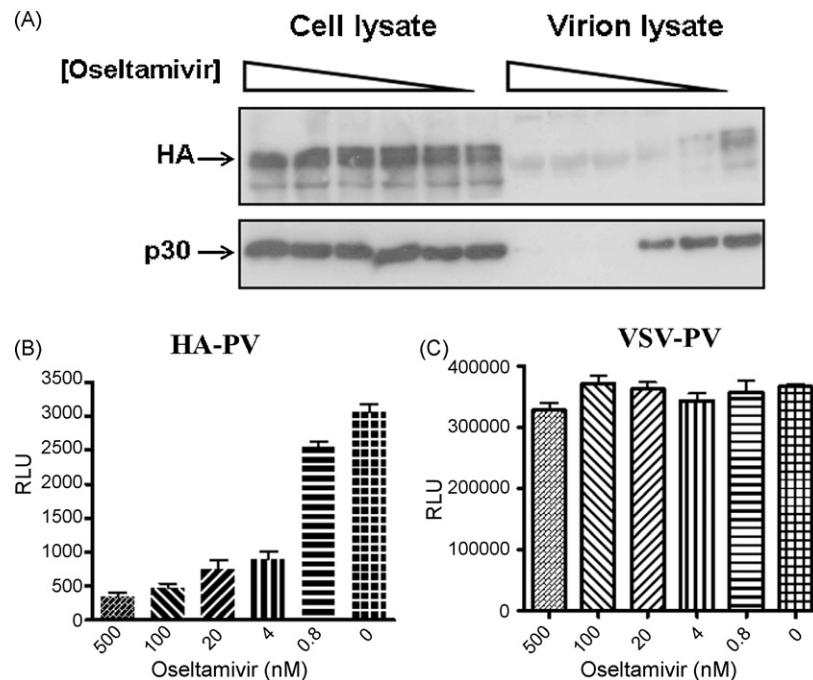 (A)
Cell lysate Virion lysate
[Oseltamivir]
HA
p30
(B)
HA-PV
3500
3000
2500
2000
1500
1000
500
0
RLU
500 100 20 4 0.8 0
Oseltamivir (nM)
(C)
VSV-PV
400000
300000
200000
100000
0
RLU
500 100 20 4 0.8 0
Oseltamivir (nM)